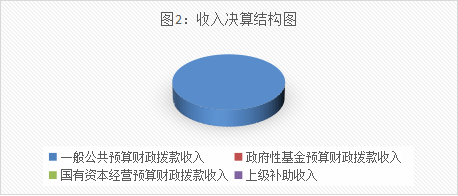 图2：收入决算结构图
一般公共预算财政拨款收入 政府性基金预算财政拨款收入
国有资本经营预算财政拨款收入 上级补助收入